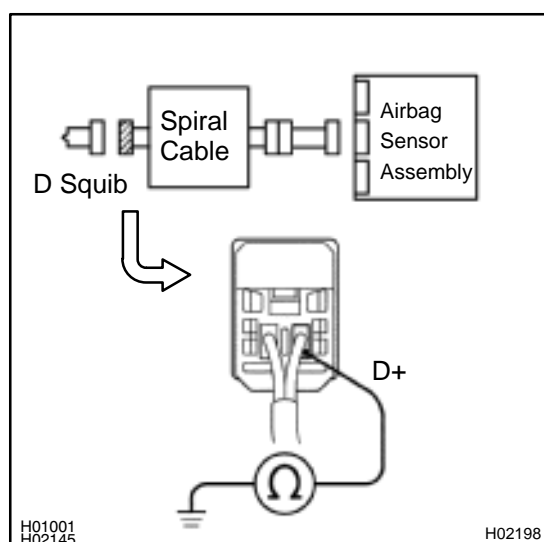 Spiral
Cable
Airbag
Sensor
Assembly
D Squib
D+
Ω
H01001
H02145
H02198